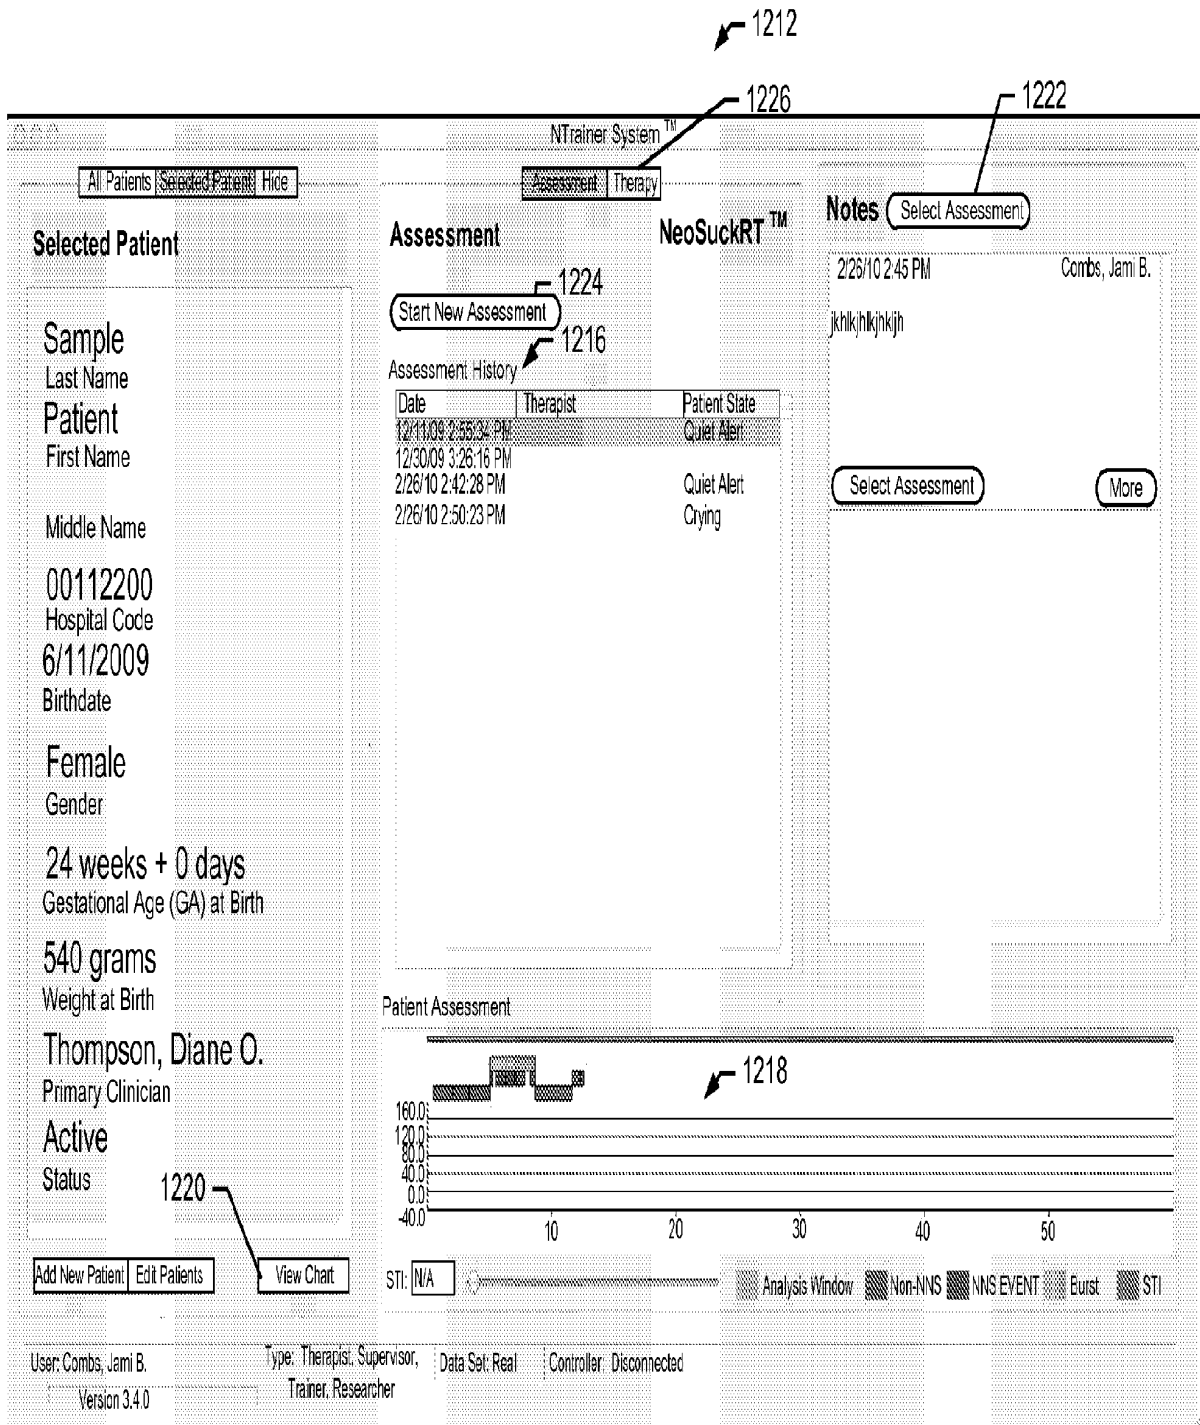 1212
1226
1222
NTrainer System TM
All Patients Selected Patient Hide
Assessment Therapy
Notes Select Assessment
Selected Patient
Assessment
NeoSuckRT TM
2/26/10 2:45 PM Combs, Jami B.
jkhlkjhlkjhkljh
1224
Start New Assessment
1216
Assessment History
Date Therapist Patient State
12/11/09 2:55:34 PM Quiet Alert
12/30/09 3:26:16 PM
2/26/10 2:42:28 PM Quiet Alert
2/26/10 2:50:23 PM Crying
Select Assessment More
Sample
Last Name
Patient
First Name
Middle Name
00112200
Hospital Code
6/11/2009
Birthdate
Female
Gender
24 weeks + 0 days
Gestational Age (GA) at Birth
540 grams
Weight at Birth
Thompson, Diane O.
Primary Clinician
Active
Status
1220
Add New Patient Edit Patients View Chart
Patient Assessment
1218
160.0
120.0
80.0
40.0
0.0
-40.0
10 20 30 40 50
STI: N/A
Analysis Window Non-NNS NNS EVENT Burst STI
User: Combs, Jami B.
Version 3.4.0
Type: Therapist, Supervisor,
Trainer, Researcher
Data Set: Real
Controller: Disconnected